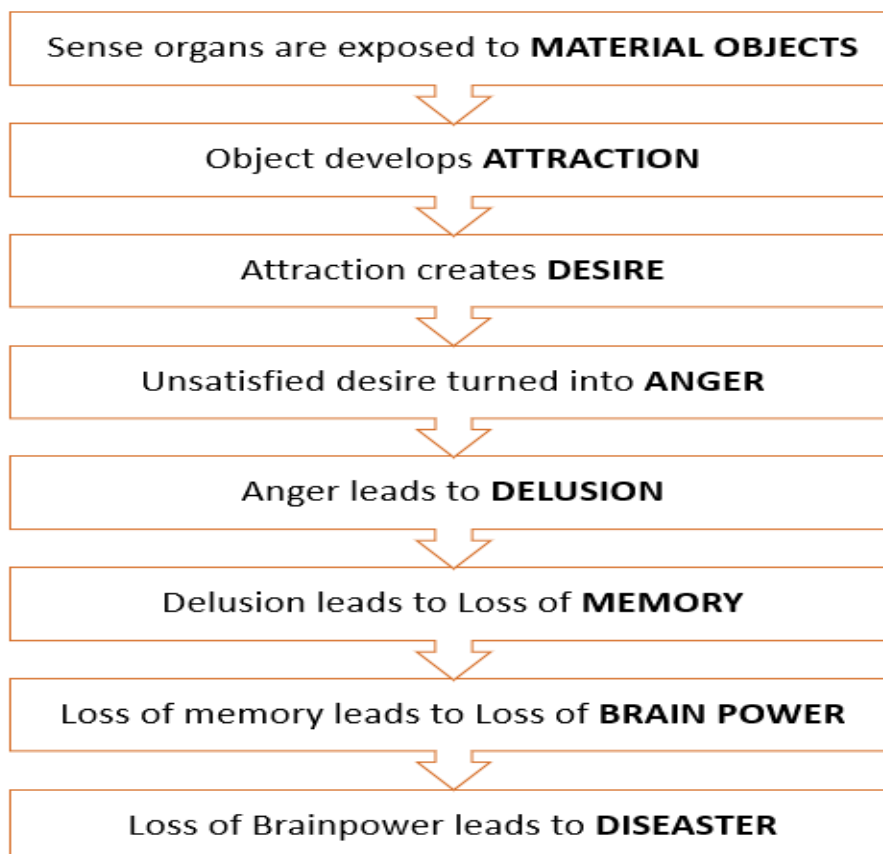 Sense organs are exposed to MATERIAL OBJECTS
Object develops ATTRACTION
Attraction creates DESIRE
Unsatisfied desire turned into ANGER
Anger leads to DELUSION
Delusion leads to Loss of MEMORY
Loss of memory leads to Loss of BRAIN POWER
Loss of Brainpower leads to DISEASTER